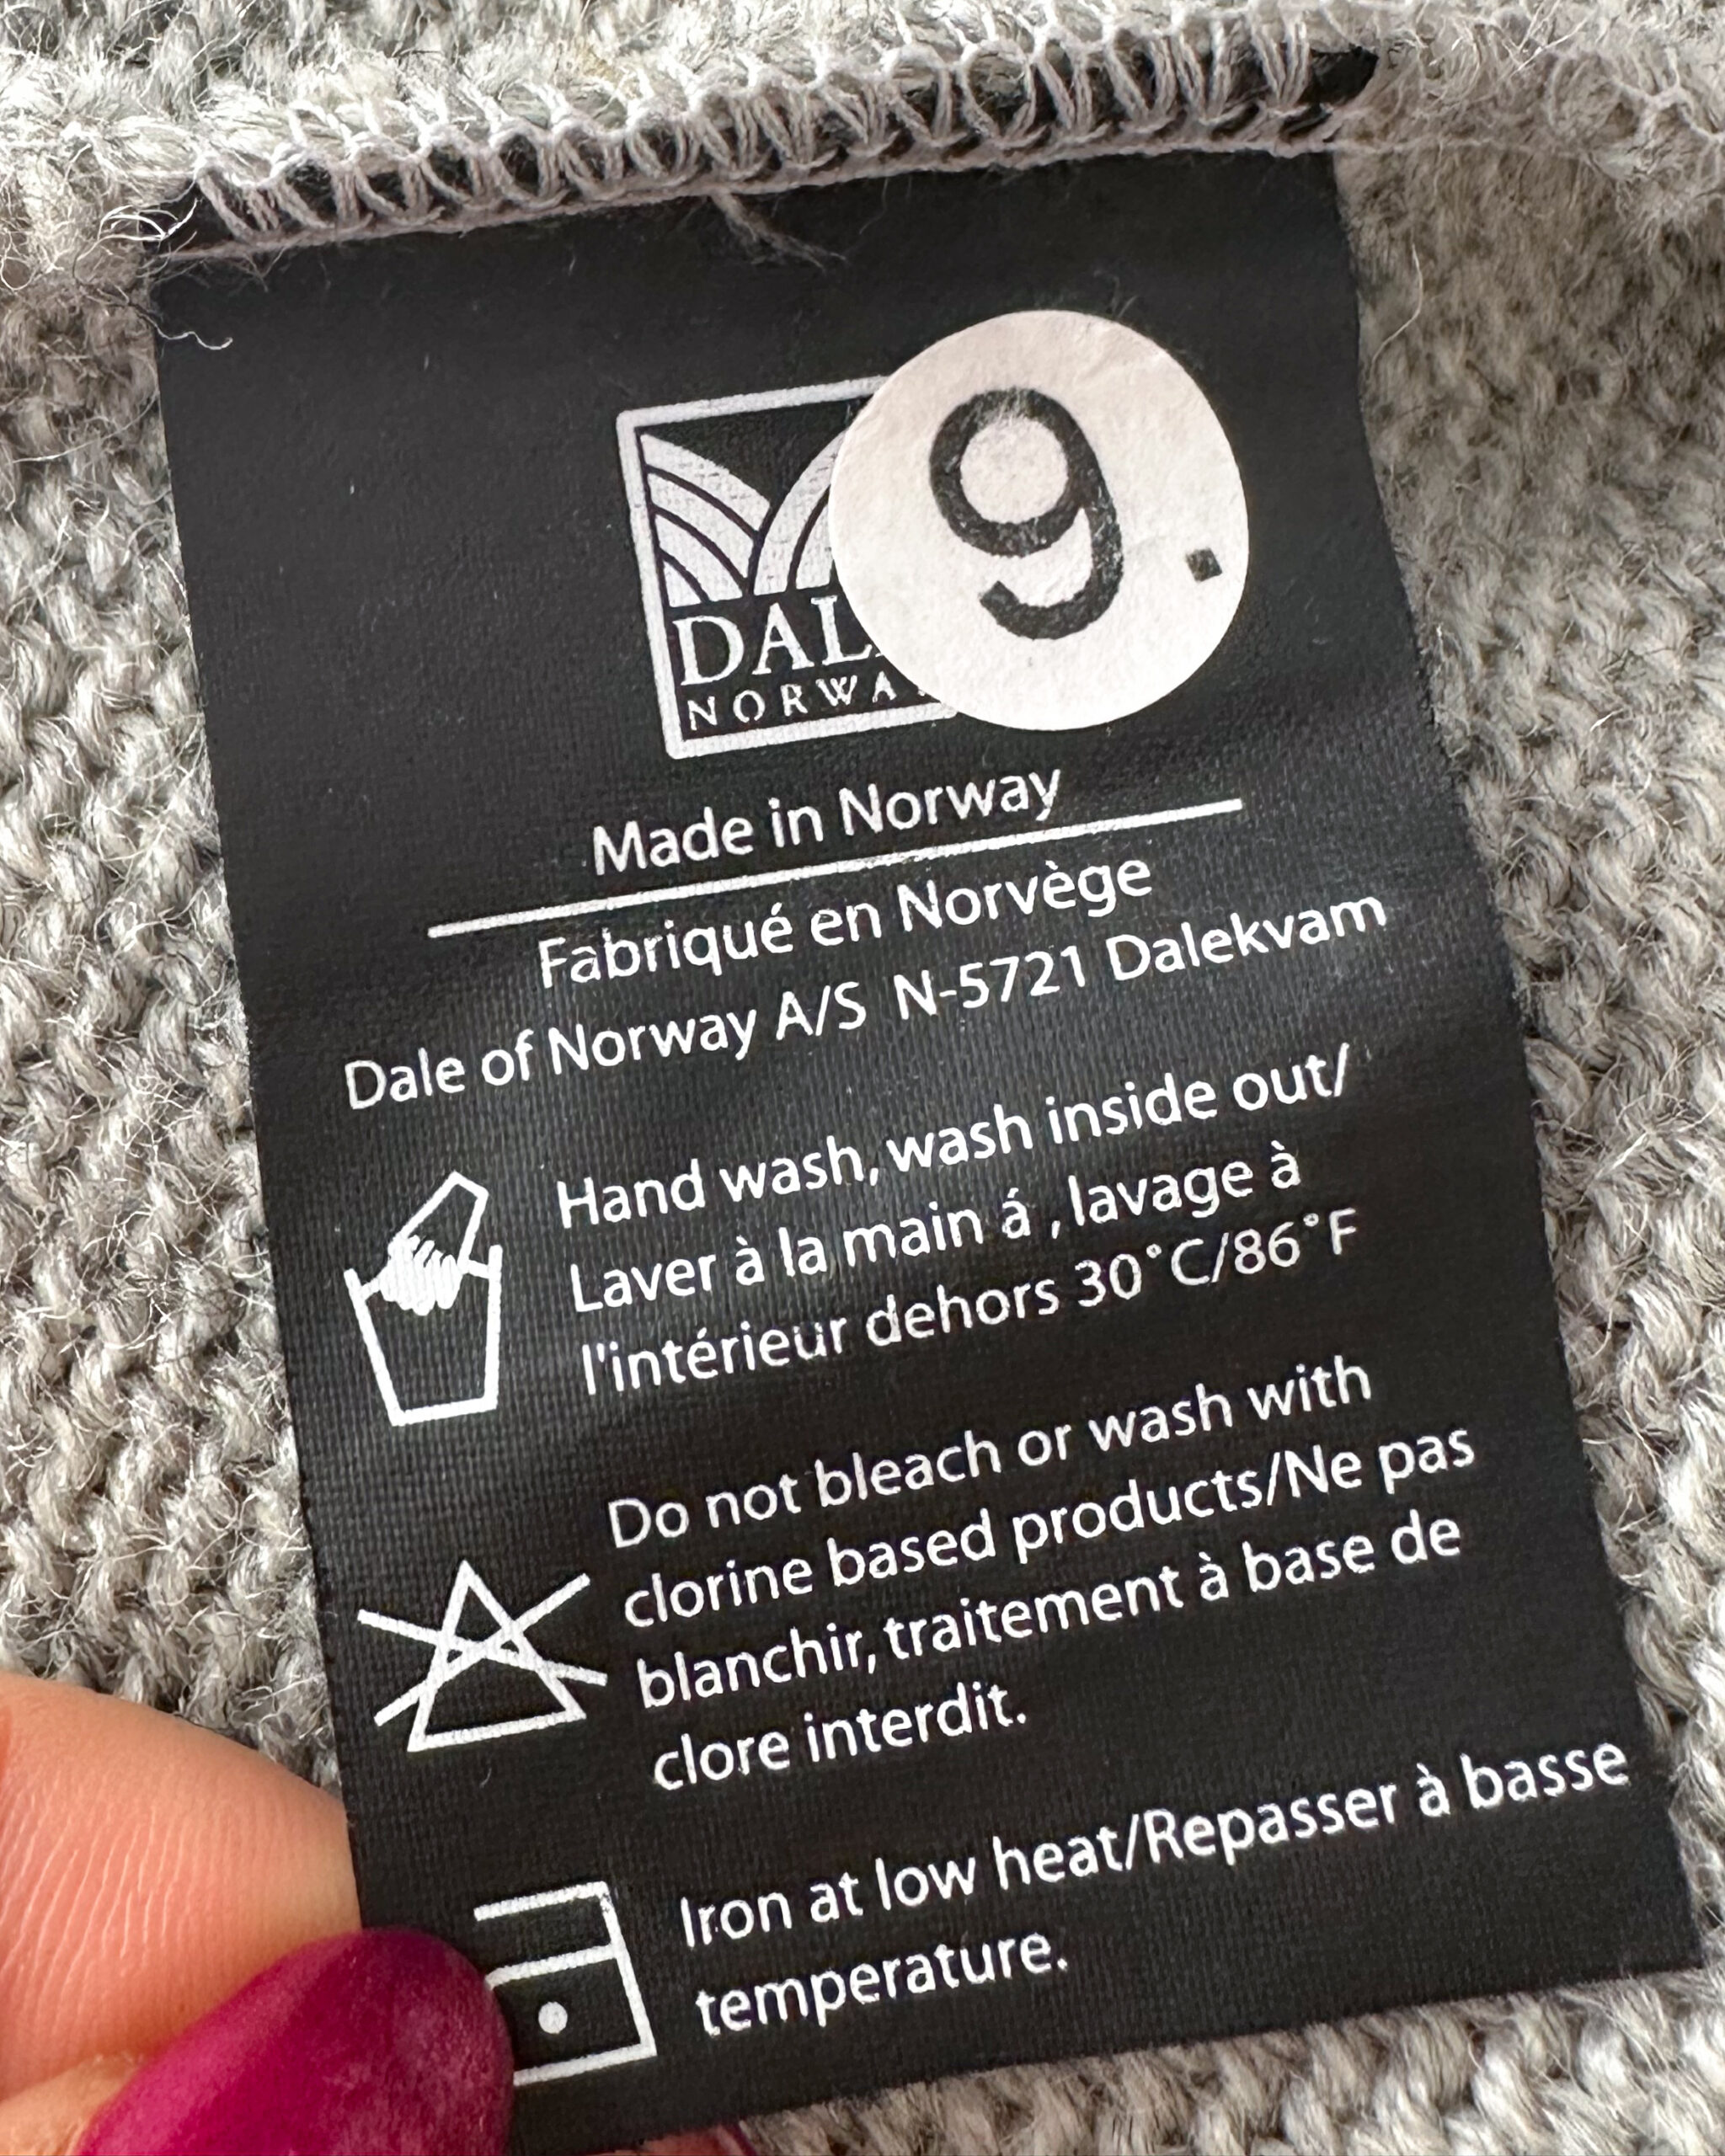 9.
DAL
NORWA
Made in Norway
Fabriqué en Norvège
Dale of Norway A/S N-5721 Dalekvam
Hand wash, wash inside out/
Laver à la main á , lavage à
l'intérieur dehors 30°C/86°F
Do not bleach or wash with
clorine based products/Ne pas
blanchir, traitement à base de
clore interdit.
Iron at low heat/Repasser à basse
temperature.